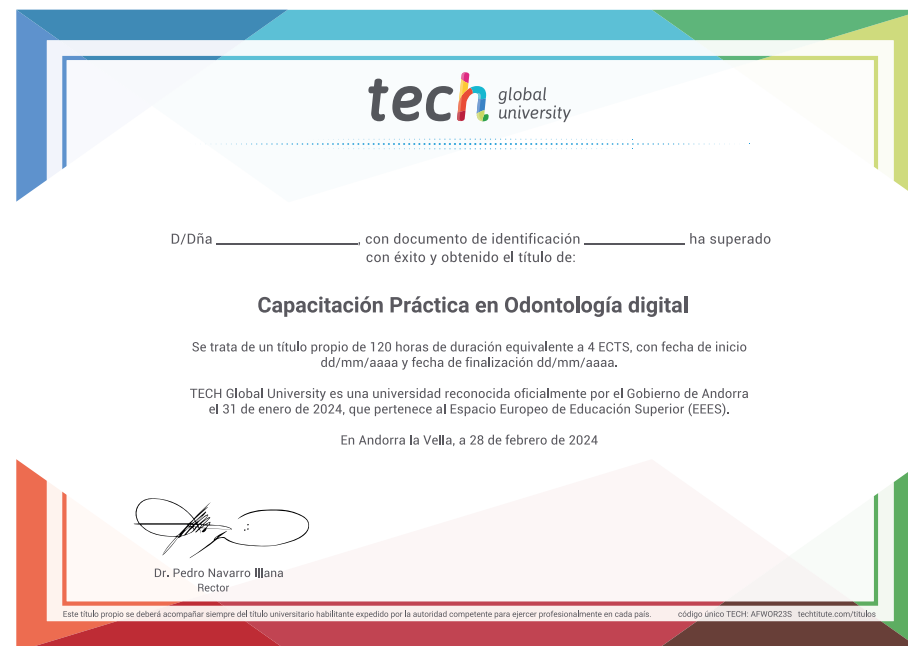 tech global university
D/Dña ____________________, con documento de identificación ______________ ha superado
con éxito y obtenido el título de:
Capacitación Práctica en Odontología digital
Se trata de un título propio de 120 horas de duración equivalente a 4 ECTS, con fecha de inicio
dd/mm/aaaa y fecha de finalización dd/mm/aaaa.
TECH Global University es una universidad reconocida oficialmente por el Gobierno de Andorra
el 31 de enero de 2024, que pertenece al Espacio Europeo de Educación Superior (EEES).
En Andorra la Vella, a 28 de febrero de 2024
Dr. Pedro Navarro Illana
Rector
Este título propio se deberá acompañar siempre del título universitario habilitante expedido por la autoridad competente para ejercer profesionalmente en cada país. código único TECH: AFWOR23S techtitute.com/titulos